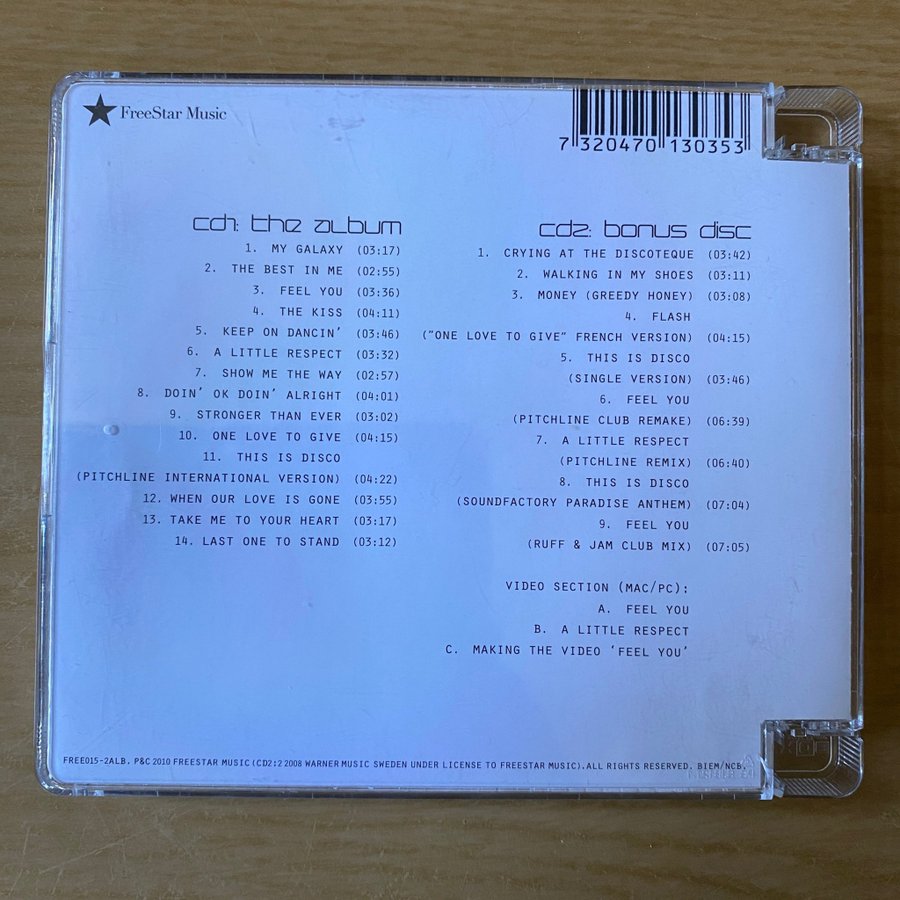 FreeStar Music
7 320470 130353
CD1: THE ALBUM
1. MY GALAXY (03:17)
2. THE BEST IN ME (02:55)
3. FEEL YOU (03:36)
4. THE KISS (04:11)
5. KEEP ON DANCIN' (03:46)
6. A LITTLE RESPECT (03:32)
7. SHOW ME THE WAY (02:57)
8. DOIN' OK DOIN' ALRIGHT (04:01)
9. STRONGER THAN EVER (03:02)
10. ONE LOVE TO GIVE (04:15)
11. THIS IS DISCO
(PITCHLINE INTERNATIONAL VERSION) (04:22)
12. WHEN OUR LOVE IS GONE (03:55)
13. TAKE ME TO YOUR HEART (03:17)
14. LAST ONE TO STAND (03:12)
CD2: BONUS DISC
1. CRYING AT THE DISCOTEQUE (03:42)
2. WALKING IN MY SHOES (03:11)
3. MONEY (GREEDY HONEY) (03:08)
4. FLASH
("ONE LOVE TO GIVE" FRENCH VERSION) (04:15)
5. THIS IS DISCO
(SINGLE VERSION) (03:46)
6. FEEL YOU
(PITCHLINE CLUB REMAKE) (06:39)
7. A LITTLE RESPECT
(PITCHLINE REMIX) (06:40)
8. THIS IS DISCO
(SOUNDFACTORY PARADISE ANTHEM) (07:04)
9. FEEL YOU
(RUFF & JAM CLUB MIX) (07:05)
VIDEO SECTION (MAC/PC):
A. FEEL YOU
B. A LITTLE RESPECT
C. MAKING THE VIDEO 'FEEL YOU'
FREE015-2ALB, P&C 2010 FREESTAR MUSIC (CD2:2 2008 WARNER MUSIC SWEDEN UNDER LICENSE TO FREESTAR MUSIC).ALL RIGHTS RESERVED. BIEM/NCB.